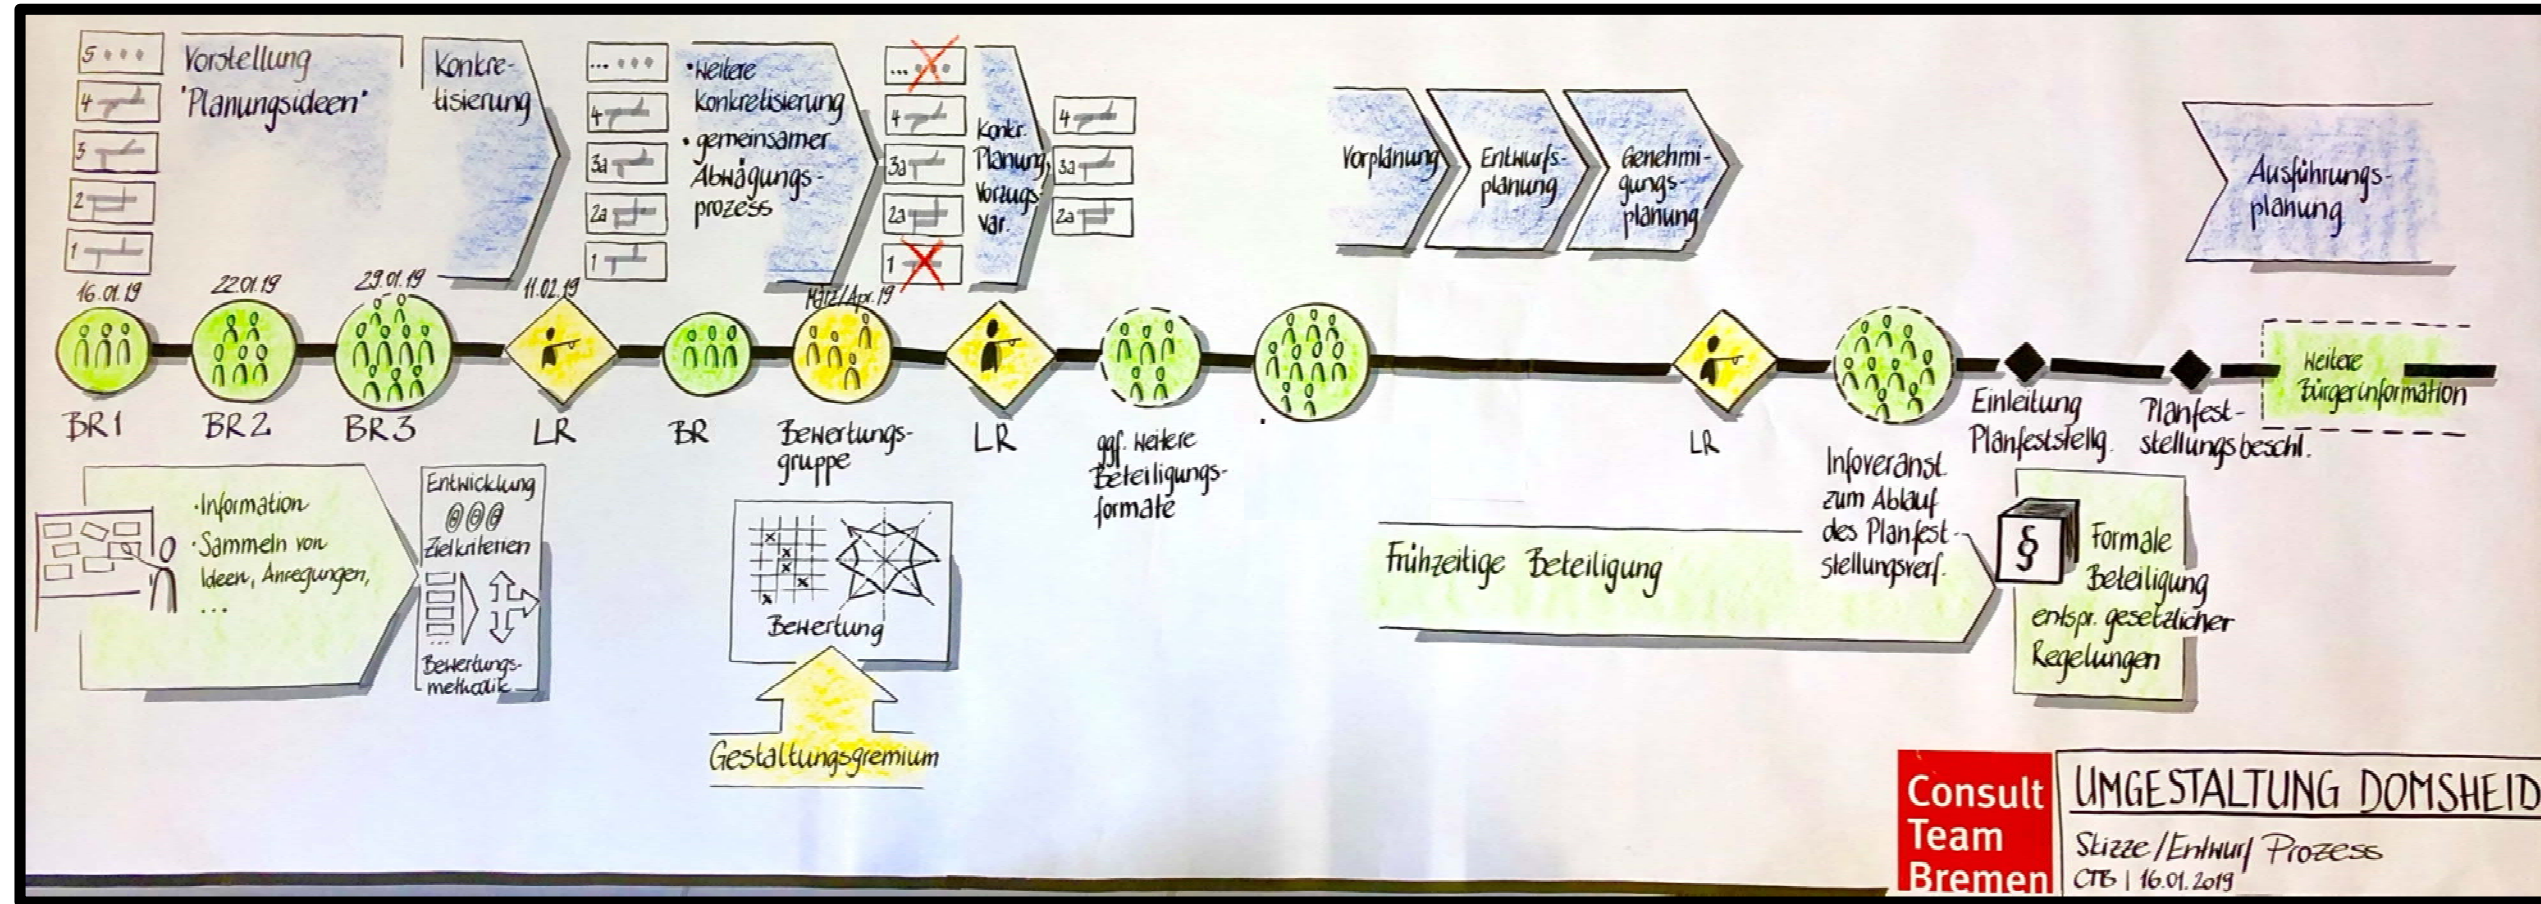 5 ...
4
3
2
1
Vorstellung
"Planungsideen"
Konkre-
tisierung
... ...
4
3a
2a
1
• Weitere
Konkretisierung
• gemeinsamer
Abwägungs-
prozess
... ...
4
3a
2a
1
Konkr.
Planung,
Vorzugs-
Var.
4
3a
2a
Vorplanung
Entwurfs-
planung
Genehmi-
gungs-
planung
Ausführungs-
planung
16.01.19
22.01.19
29.01.19
11.02.19
März/Apr. 19
BR1
BR2
BR3
LR
BR
Bewertungs-
gruppe
LR
ggf. weitere
Beteiligungs-
formate
LR
Infoveranst.
zum Ablauf
des Planfest-
stellungsverf.
Einleitung
Planfeststellg.
Planfest-
stellungsbeschl.
Weitere
Bürgerinformation
• Information
• Sammeln von
Ideen, Anregungen,
...
Entwicklung
Zielkriterien
...
Bewertungs-
methodik
Bewertung
Gestaltungsgremium
Frühzeitige Beteiligung
§
Formale
Beteiligung
entspr. gesetzlicher
Regelungen
Consult
Team
Bremen
UMGESTALTUNG DOMSHEID
Skizze/Entwurf Prozess
CTB | 16.01.2019